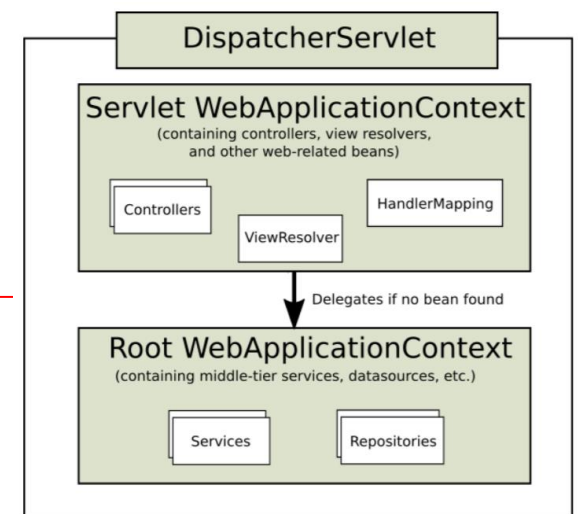 DispatcherServlet
Servlet WebApplicationContext
(containing controllers, view resolvers,
and other web-related beans)
Controllers
HandlerMapping
ViewResolver
Delegates if no bean found
Root WebApplicationContext
(containing middle-tier services, datasources, etc.)
Services
Repositories